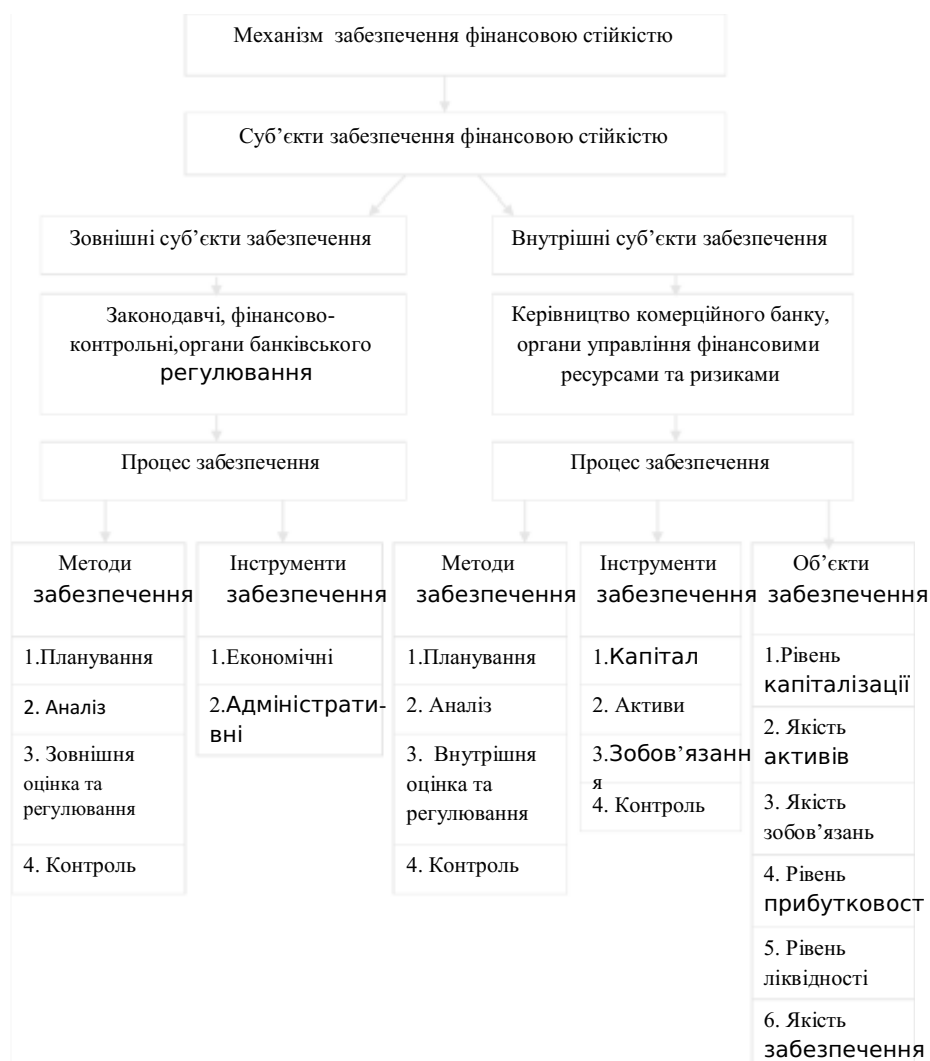 Механізм забезпечення фінансовою стійкістю
Суб’єкти забезпечення фінансовою стійкістю
Зовнішні суб’єкти забезпечення
Внутрішні суб’єкти забезпечення
Законодавчі, фінансово-
контрольні,органи банківського
регулювання
Керівництво комерційного банку,
органи управління фінансовими
ресурсами та ризиками
Процес забезпечення
Процес забезпечення
Методи
забезпечення
1.Планування
2. Аналіз
3. Зовнішня
оцінка та
регулювання
4. Контроль
Інструменти
забезпечення
1.Економічні
2.Адміністрати-
вні
Методи
забезпечення
1.Планування
2. Аналіз
3. Внутрішня
оцінка та
регулювання
4. Контроль
Інструменти
забезпечення
1.Капітал
2. Активи
3.Зобов’язанн
я
4. Контроль
Об’єкти
забезпечення
1.Рівень
капіталізації
2. Якість
активів
3. Якість
зобов’язань
4. Рівень
прибутковост
5. Рівень
ліквідності
6. Якість
забезпечення